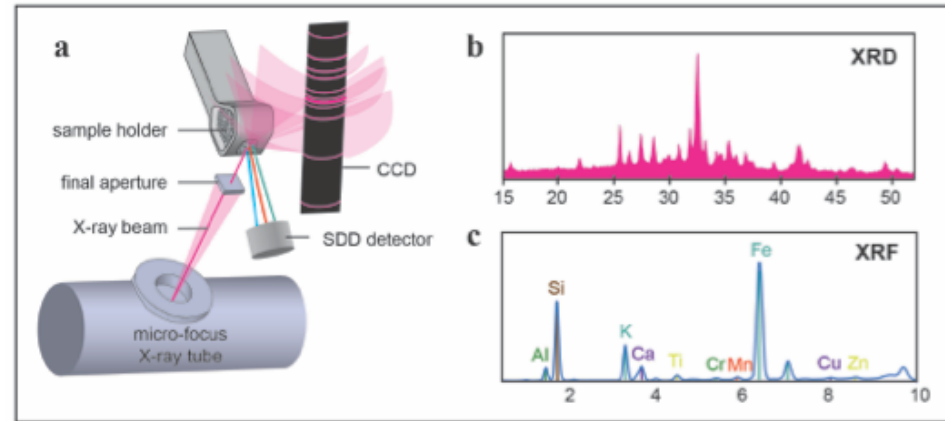 a
sample holder
final aperture
X-ray beam
CCD
SDD detector
micro-focus
X-ray tube
b
XRD
15 20 25 30 35 40 45 50
c
XRF
Fe
Si
K
Al
Ca
Ti
Cr
Mn
Cu
Zn
2 4 6 8 10